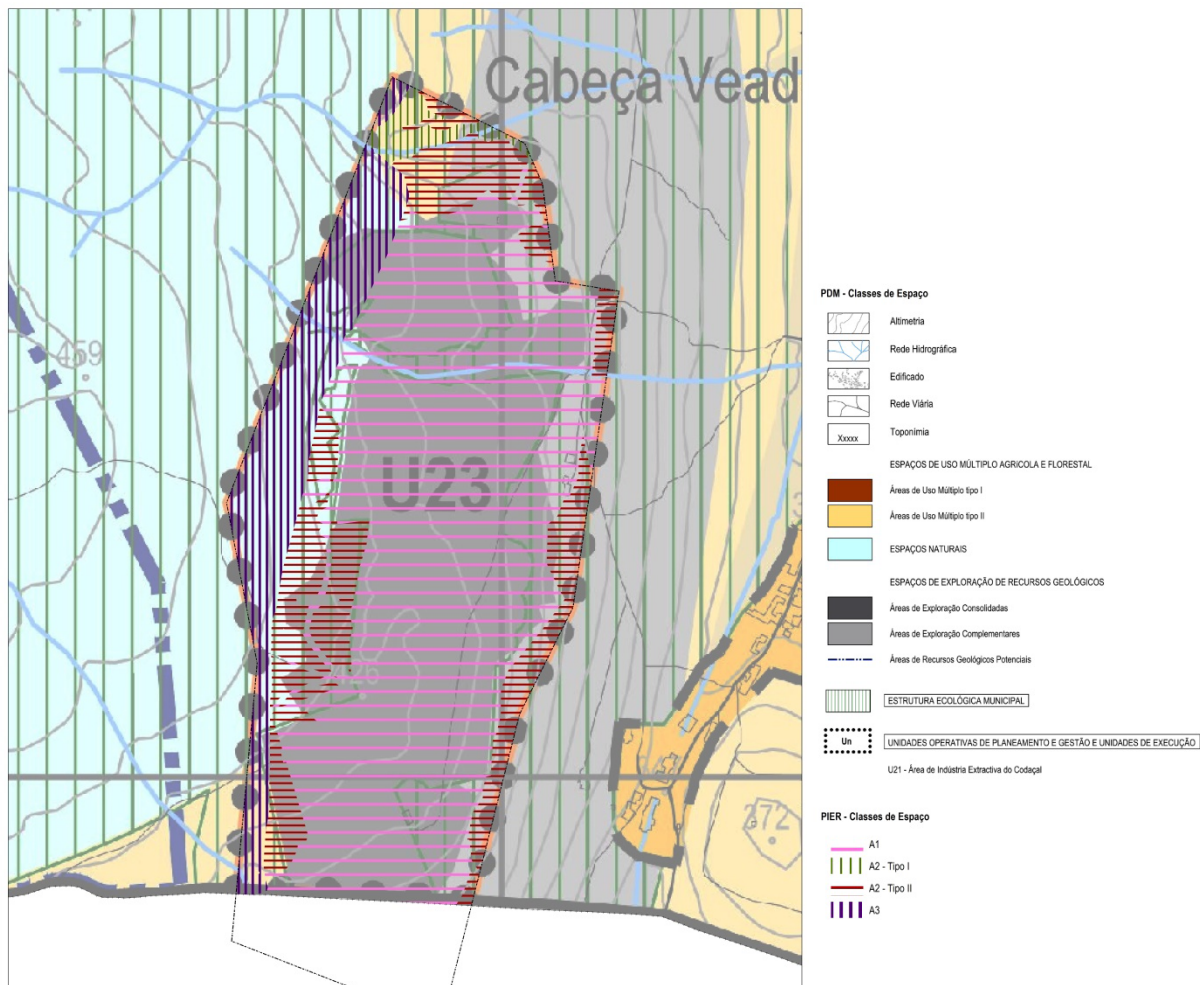 Cabeça Vead
459
U23
425
372
3
PDM - Classes de Espaço
Altimetria
Rede Hidrográfica
Edificado
Rede Viária
Xxxxx
Toponímia
ESPAÇOS DE USO MÚLTIPLO AGRICOLA E FLORESTAL
Áreas de Uso Múltiplo tipo I
Áreas de Uso Múltiplo tipo II
ESPAÇOS NATURAIS
ESPAÇOS DE EXPLORAÇÃO DE RECURSOS GEOLÓGICOS
Áreas de Exploração Consolidadas
Áreas de Exploração Complementares
Áreas de Recursos Geológicos Potenciais
ESTRUTURA ECOLÓGICA MUNICIPAL
Un
UNIDADES OPERATIVAS DE PLANEAMENTO E GESTÃO E UNIDADES DE EXECUÇÃO
U21 - Área de Indústria Extractiva do Codaçal
PIER - Classes de Espaço
A1
A2 - Tipo I
A2 - Tipo II
A3